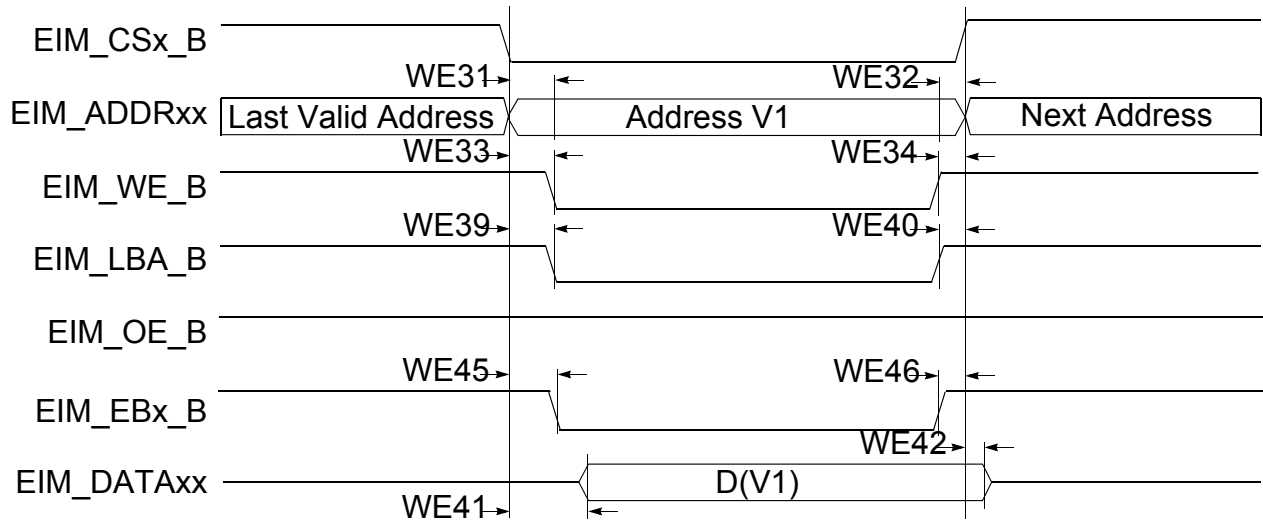 EIM_CSx_B
WE31 WE32
EIM_ADDRxx Last Valid Address Address V1 Next Address
WE33 WE34
EIM_WE_B
WE39 WE40
EIM_LBA_B
EIM_OE_B
WE45 WE46
EIM_EBx_B
WE42
EIM_DATAxx D(V1)
WE41